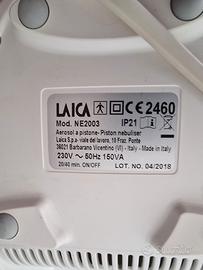 LAICA CE 2460
Mod. NE2003 IP21
Aerosol a pistone- Piston nebuliser
Laica S.p.a- viale del lavoro, 10 Fraz. Ponte
36021 Barbarano Vicentino (VI) - Italy - Made in Italy
230V ~ 50Hz 150VA
20/40 min. ON/OFF LOT. NO. 04/2018